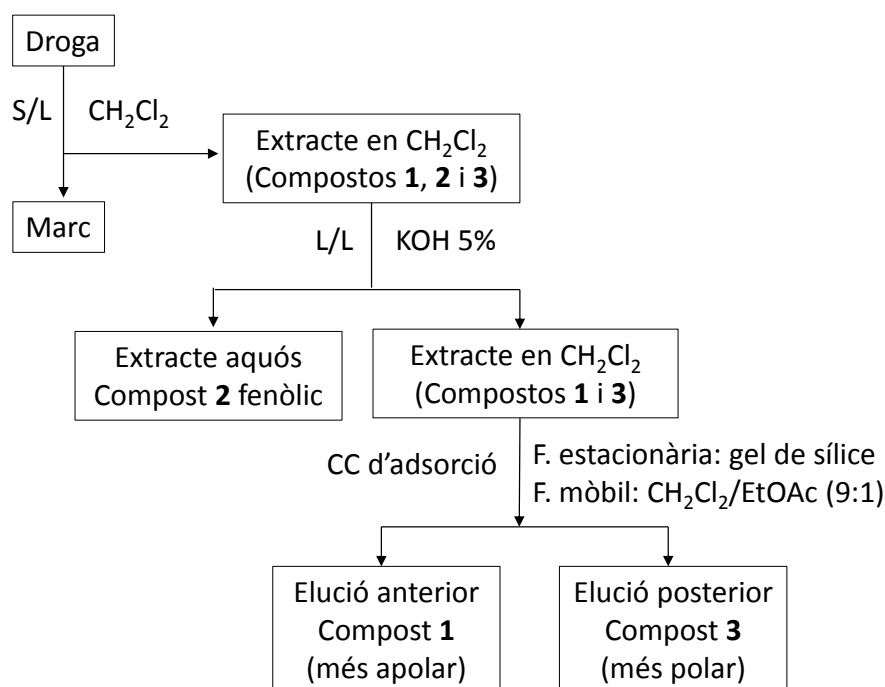 Droga
S/L CH₂Cl₂
Extracte en CH₂Cl₂
(Compostos 1, 2 i 3)
Marc
L/L KOH 5%
Extracte aquós
Compost 2 fenòlic
Extracte en CH₂Cl₂
(Compostos 1 i 3)
CC d'adsorció
F. estacionària: gel de sílice
F. mòbil: CH₂Cl₂/EtOAc (9:1)
Elució anterior
Compost 1
(més apolar)
Elució posterior
Compost 3
(més polar)